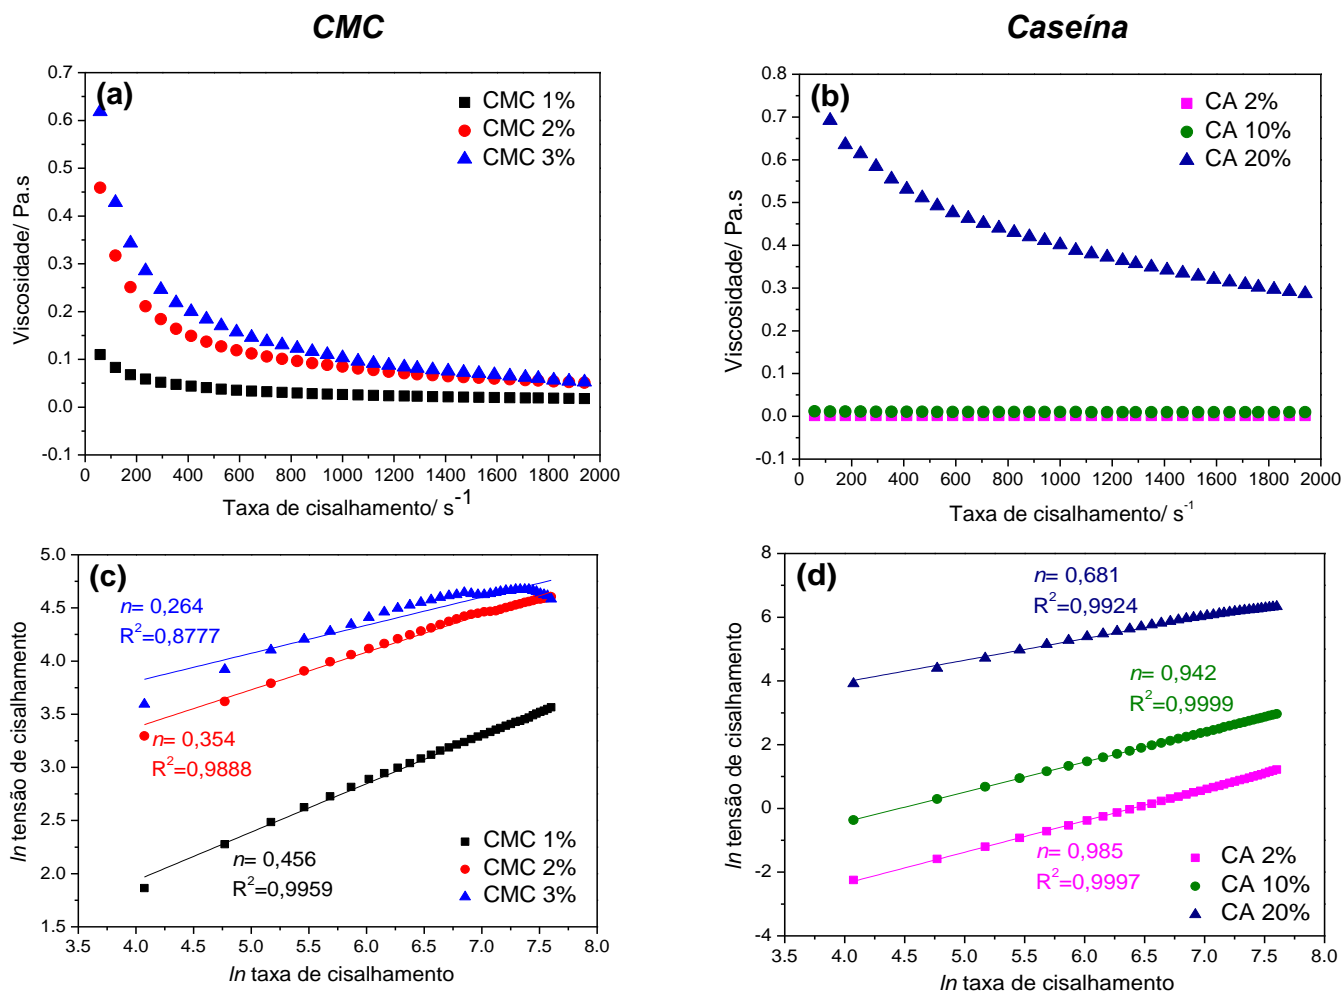 CMC
Caseína
(a)
CMC 1%
CMC 2%
CMC 3%
0.7
0.6
0.5
0.4
0.3
0.2
0.1
0.0
-0.1
Viscosidade/ Pa.s
0 200 400 600 800 1000 1200 1400 1600 1800 2000
Taxa de cisalhamento/ s-1
(b)
CA 2%
CA 10%
CA 20%
0.8
0.7
0.6
0.5
0.4
0.3
0.2
0.1
0.0
-0.1
Viscosidade/ Pa.s
0 200 400 600 800 1000 1200 1400 1600 1800 2000
Taxa de cisalhamento/ s-1
(c)
n= 0,264
R2=0,8777
n= 0,354
R2=0,9888
n= 0,456
R2=0,9959
CMC 1%
CMC 2%
CMC 3%
5.0
4.5
4.0
3.5
3.0
2.5
2.0
1.5
ln tensão de cisalhamento
3.5 4.0 4.5 5.0 5.5 6.0 6.5 7.0 7.5 8.0
ln taxa de cisalhamento
(d)
n= 0,681
R2=0,9924
n= 0,942
R2=0,9999
n= 0,985
R2=0,9997
CA 2%
CA 10%
CA 20%
8
6
4
2
0
-2
-4
ln tensão de cisalhamento
3.5 4.0 4.5 5.0 5.5 6.0 6.5 7.0 7.5 8.0
ln taxa de cisalhamento